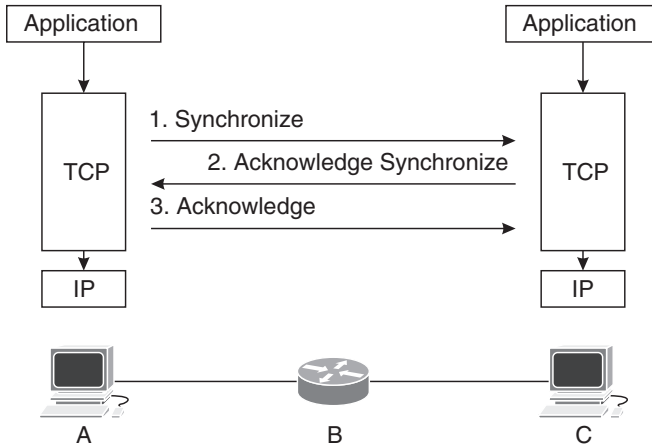 Application
Application
1. Synchronize
2. Acknowledge Synchronize
TCP
TCP
3. Acknowledge
IP
IP
A
B
C